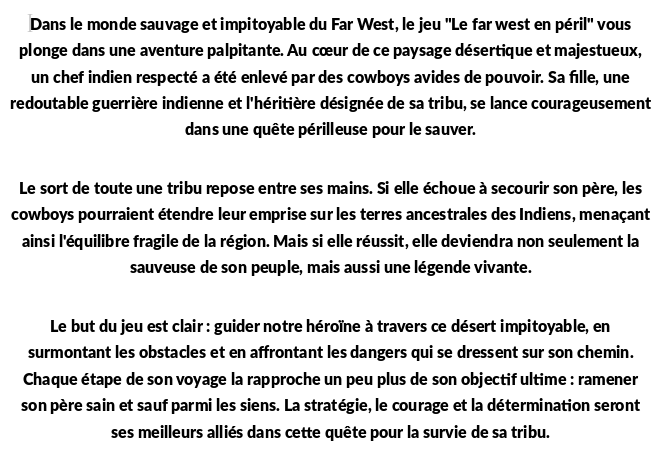 Dans le monde sauvage et impitoyable du Far West, le jeu "Le far west en péril" vous
plonge dans une aventure palpitante. Au cœur de ce paysage désertique et majestueux,
un chef indien respecté a été enlevé par des cowboys avides de pouvoir. Sa fille, une
redoutable guerrière indienne et l'héritière désignée de sa tribu, se lance courageusement
dans une quête périlleuse pour le sauver.
Le sort de toute une tribu repose entre ses mains. Si elle échoue à secourir son père, les
cowboys pourraient étendre leur emprise sur les terres ancestrales des Indiens, menaçant
ainsi l'équilibre fragile de la région. Mais si elle réussit, elle deviendra non seulement la
sauveuse de son peuple, mais aussi une légende vivante.
Le but du jeu est clair : guider notre héroïne à travers ce désert impitoyable, en
surmontant les obstacles et en affrontant les dangers qui se dressent sur son chemin.
Chaque étape de son voyage la rapproche un peu plus de son objectif ultime : ramener
son père sain et sauf parmi les siens. La stratégie, le courage et la détermination seront
ses meilleurs alliés dans cette quête pour la survie de sa tribu.